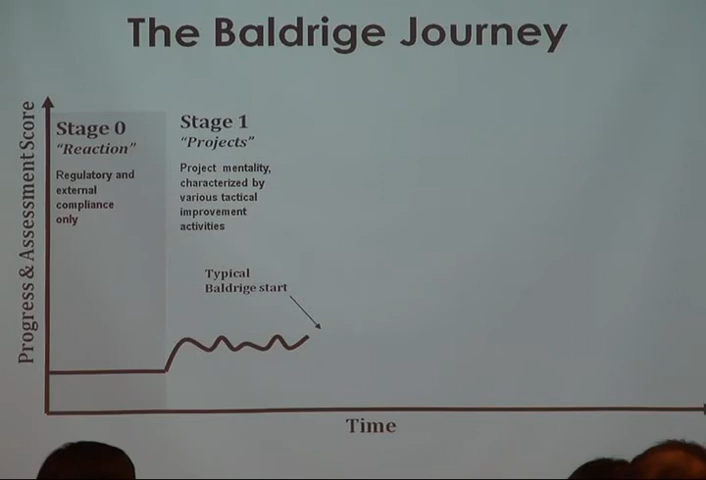 The Baldrige Journey
Progress & Assessment Score
Stage 0
"Reaction"
Regulatory and
external
compliance
only
Stage 1
"Projects"
Project mentality,
characterized by
various tactical
improvement
activities
Typical
Baldrige start
Time